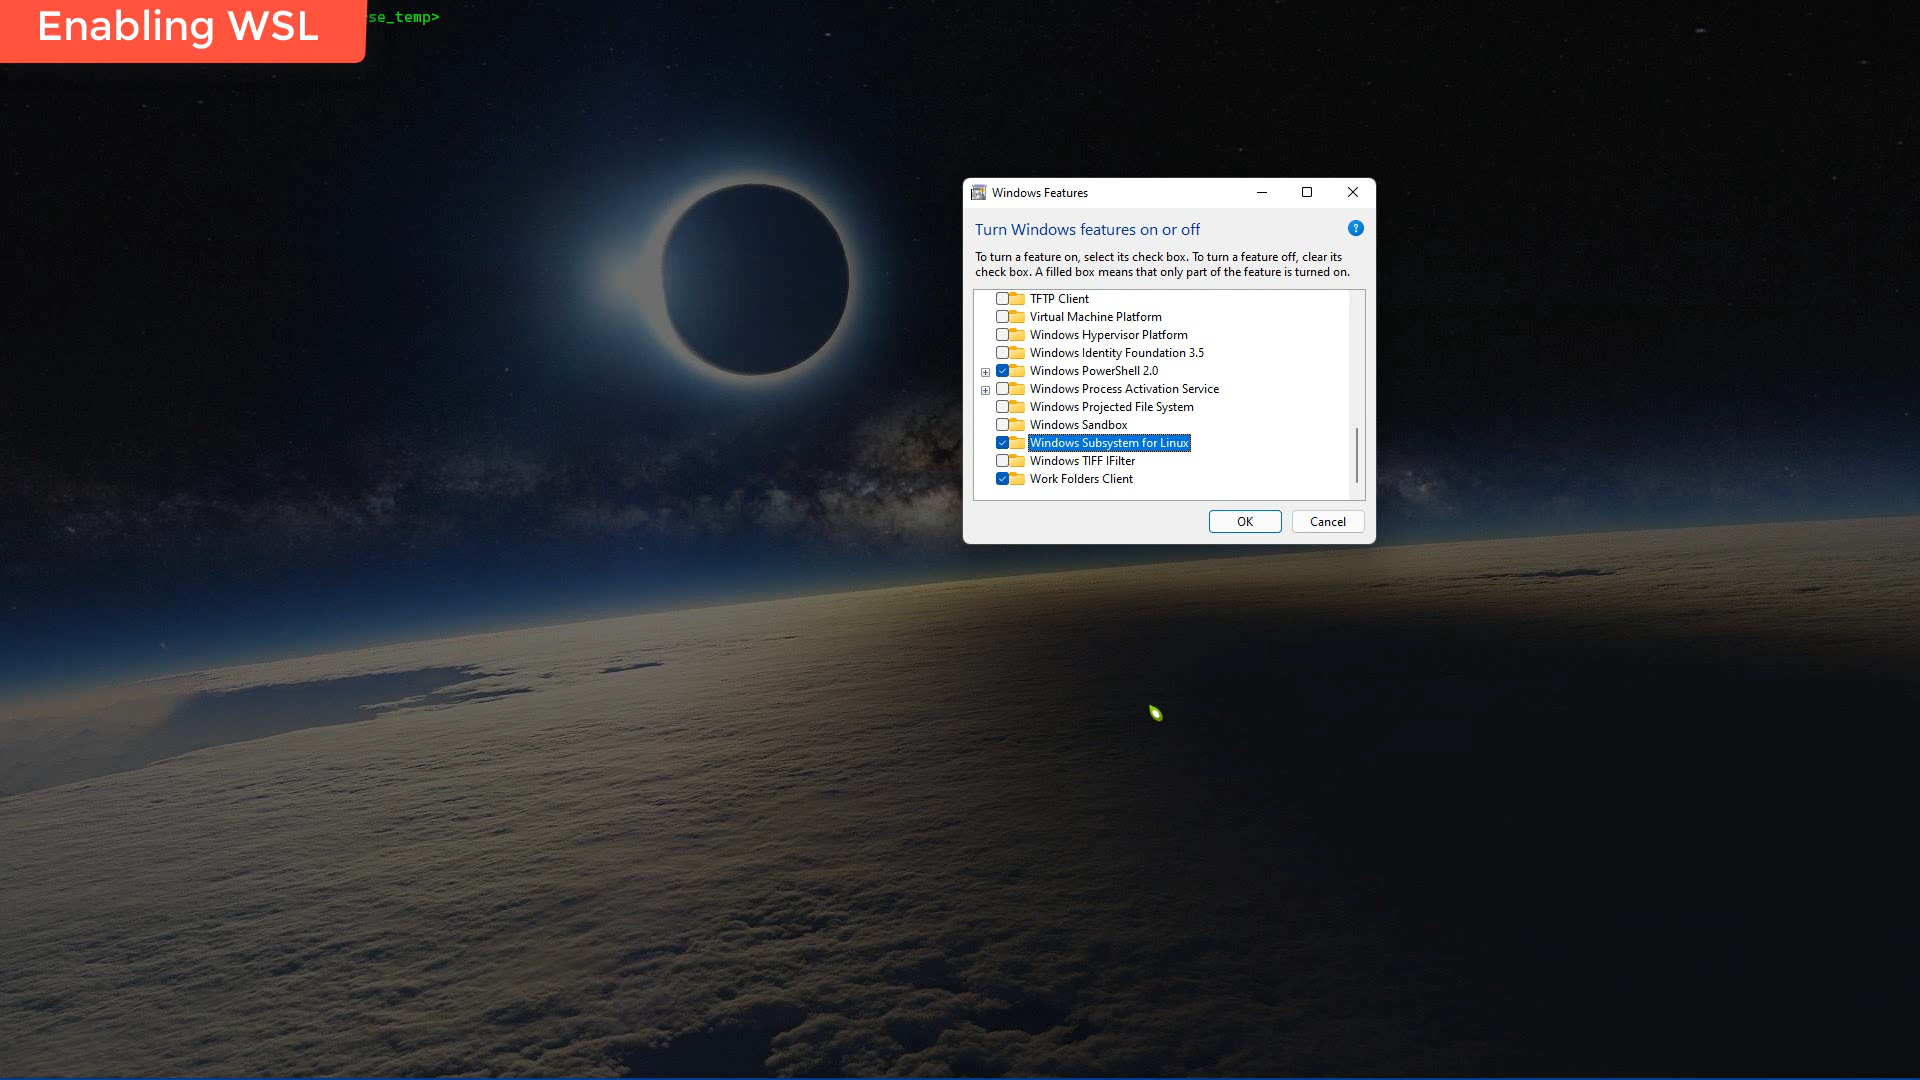 Enabling WSL
se_temp>
Windows Features
Turn Windows features on or off
?
To turn a feature on, select its check box. To turn a feature off, clear its
check box. A filled box means that only part of the feature is turned on.
TFTP Client
Virtual Machine Platform
Windows Hypervisor Platform
Windows Identity Foundation 3.5
Windows PowerShell 2.0
Windows Process Activation Service
Windows Projected File System
Windows Sandbox
Windows Subsystem for Linux
Windows TIFF IFilter
Work Folders Client
OK
Cancel